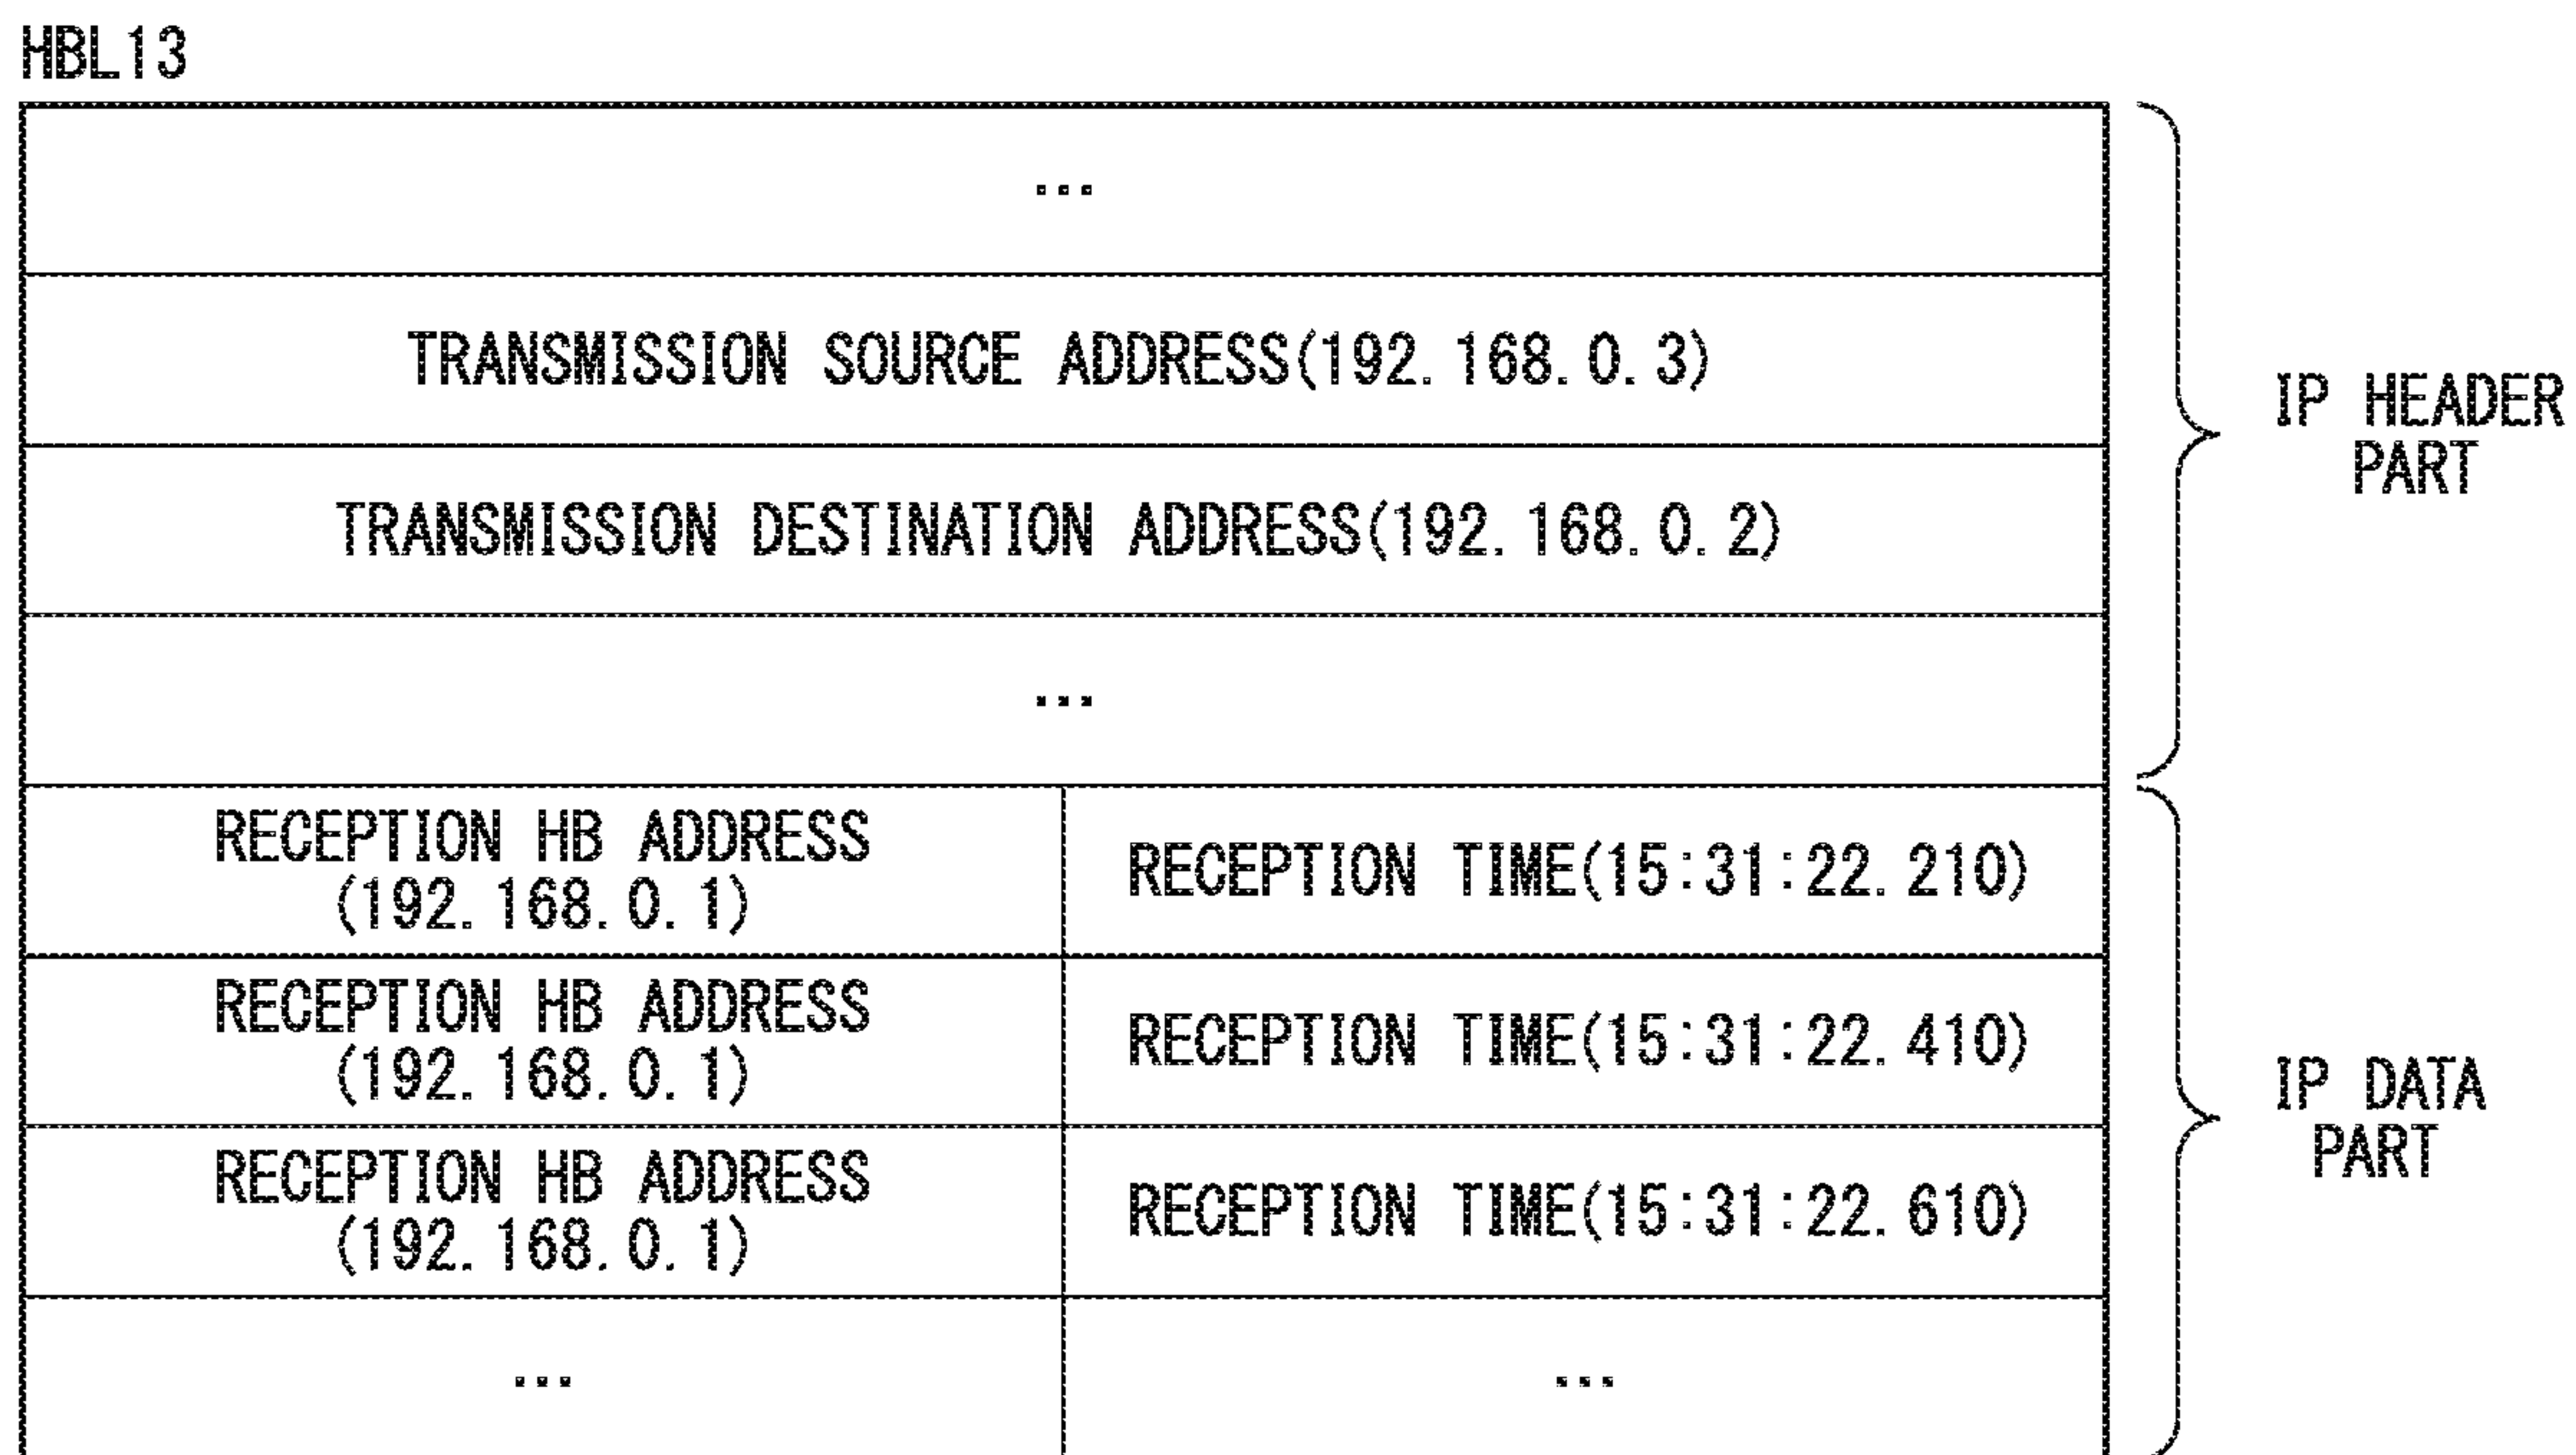 HBL13
...
TRANSMISSION SOURCE ADDRESS(192.168.0.3)
TRANSMISSION DESTINATION ADDRESS(192.168.0.2)
...
IP HEADER
PART
RECEPTION HB ADDRESS
(192.168.0.1)
RECEPTION TIME(15:31:22.210)
RECEPTION HB ADDRESS
(192.168.0.1)
RECEPTION TIME(15:31:22.410)
RECEPTION HB ADDRESS
(192.168.0.1)
RECEPTION TIME(15:31:22.610)
...
...
IP DATA
PART